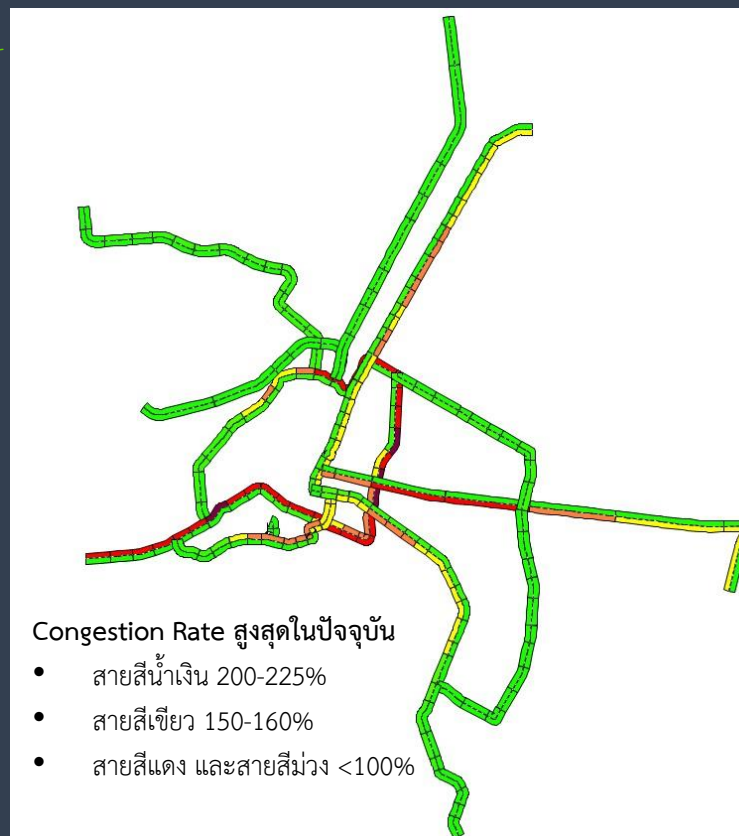 Congestion Rate สูงสุดในปัจจุบัน
• สายสีน้ำเงิน 200-225%
• สายสีเขียว 150-160%
• สายสีแดง และสายสีม่วง <100%